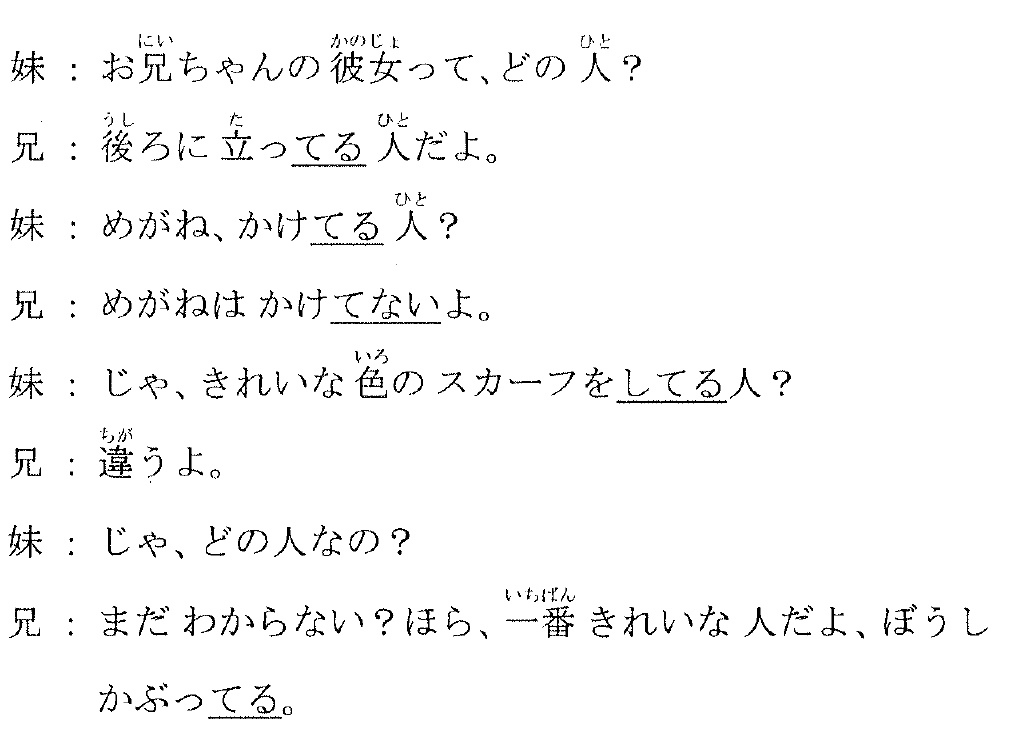 妹 : お兄ちゃんの 彼女って、どの 人？
兄 : 後ろに 立ってる 人だよ。
妹 : めがね、かけてる 人？
兄 : めがねは かけてないよ。
妹 : じゃ、きれいな 色の スカーフをしてる人？
兄 : 違うよ。
妹 : じゃ、どの人なの？
兄 : まだ わからない？ほら、一番 きれいな 人だよ、ぼうし
かぶってる。